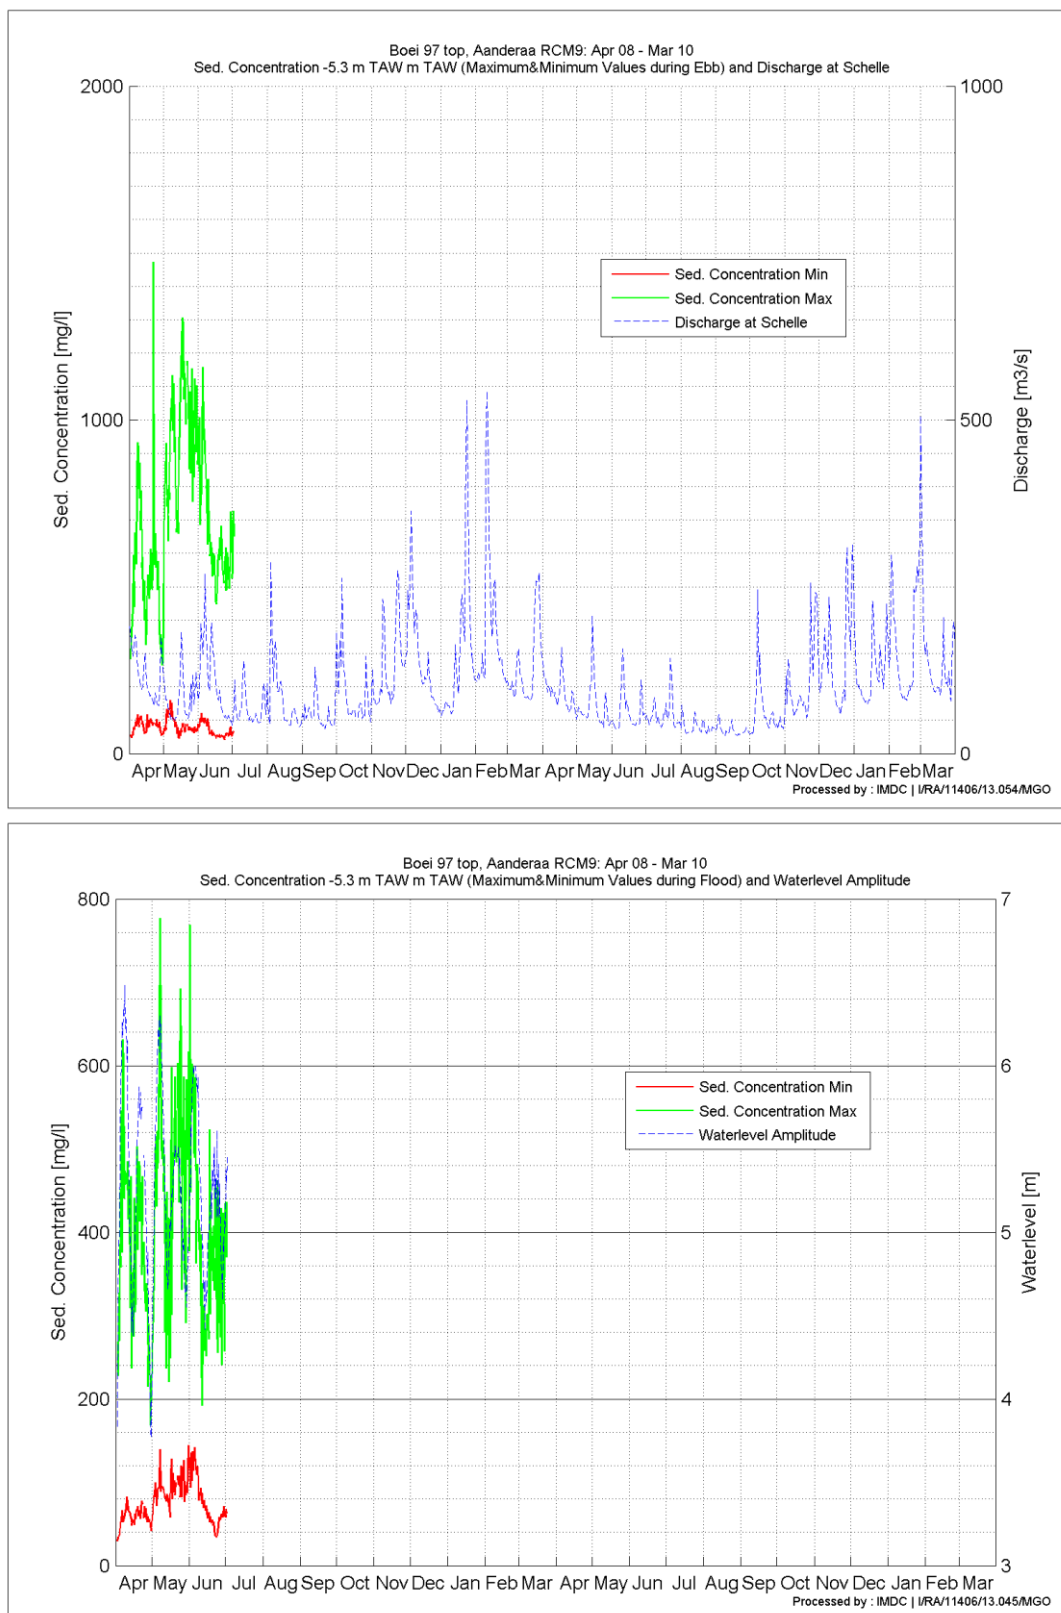 Boei 97 top, Aanderaa RCM9: Apr 08 - Mar 10
Sed. Concentration -5.3 m TAW m TAW (Maximum&Minimum Values during Ebb) and Discharge at Schelle
2000
1000
0
Sed. Concentration [mg/l]
1000
500
0
Discharge [m3/s]
Sed. Concentration Min
Sed. Concentration Max
Discharge at Schelle
Apr May Jun Jul Aug Sep Oct Nov Dec Jan Feb Mar Apr May Jun Jul Aug Sep Oct Nov Dec Jan Feb Mar
Processed by : IMDC | I/RA/11406/13.054/MGO
Boei 97 top, Aanderaa RCM9: Apr 08 - Mar 10
Sed. Concentration -5.3 m TAW m TAW (Maximum&Minimum Values during Flood) and Waterlevel Amplitude
800
600
400
200
0
Sed. Concentration [mg/l]
7
6
5
4
3
Waterlevel [m]
Sed. Concentration Min
Sed. Concentration Max
Waterlevel Amplitude
Apr May Jun Jul Aug Sep Oct Nov Dec Jan Feb Mar Apr May Jun Jul Aug Sep Oct Nov Dec Jan Feb Mar
Processed by : IMDC | I/RA/11406/13.045/MGO